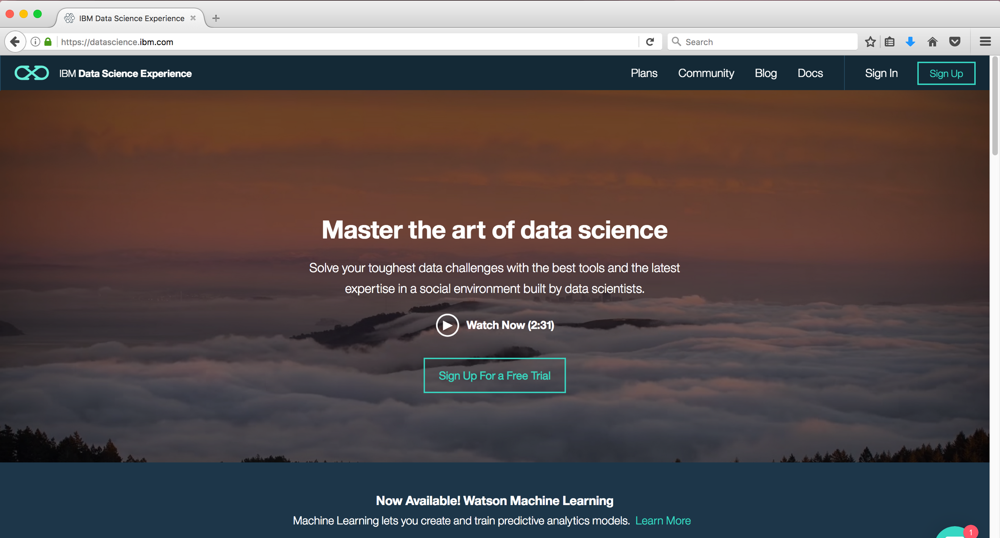 IBM Data Science Experience
https://datascience.ibm.com
Search
IBM Data Science Experience
Plans
Community
Blog
Docs
Sign In
Sign Up
Master the art of data science
Solve your toughest data challenges with the best tools and the latest
expertise in a social environment built by data scientists.
Watch Now (2:31)
Sign Up For a Free Trial
Now Available! Watson Machine Learning
Machine Learning lets you create and train predictive analytics models. Learn More
1